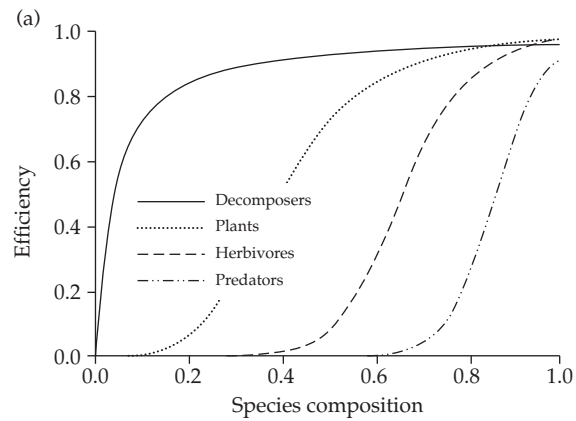 (a)
1.0
0.8
0.6
0.4
0.2
0.0
Efficiency
Decomposers
Plants
Herbivores
Predators
0.0 0.2 0.4 0.6 0.8 1.0
Species composition